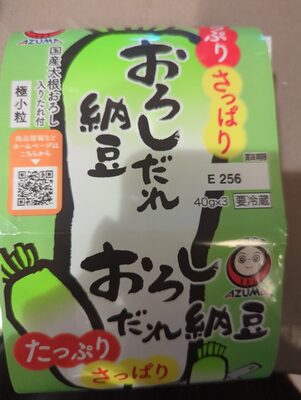 AZUMA
国産大根おろし
入りたれ付
極小粒
商品情報など
ホームページは
こちらから
ぷり
さっぱり
おろしだれ
納豆
賞味期限
E 256
40g×3
要冷蔵
おろし
だれ納豆
AZUMA
たっぷり
さっぱり